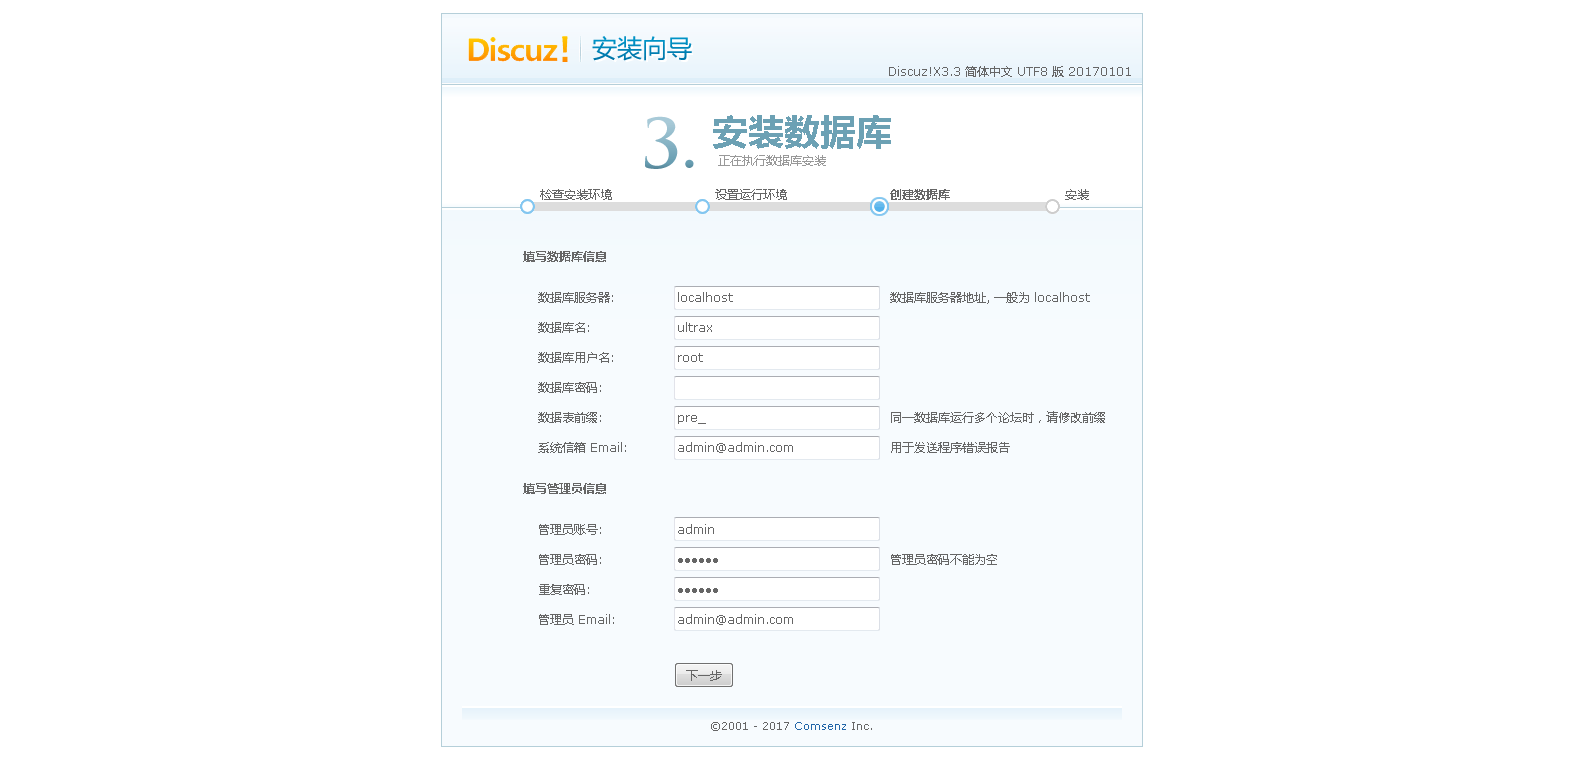 Discuz! 安装向导
Discuz!X3.3 简体中文 UTF8 版 20170101
3. 安装数据库
正在执行数据库安装
检查安装环境 设置运行环境 创建数据库 安装
填写数据库信息
数据库服务器: localhost 数据库服务器地址, 一般为 localhost
数据库名: ultrax
数据库用户名: root
数据库密码:
数据表前缀: pre_ 同一数据库运行多个论坛时，请修改前缀
系统信箱 Email: admin@admin.com 用于发送程序错误报告
填写管理员信息
管理员账号: admin
管理员密码: •••••• 管理员密码不能为空
重复密码: ••••••
管理员 Email: admin@admin.com
下一步
©2001 - 2017 Comsenz Inc.